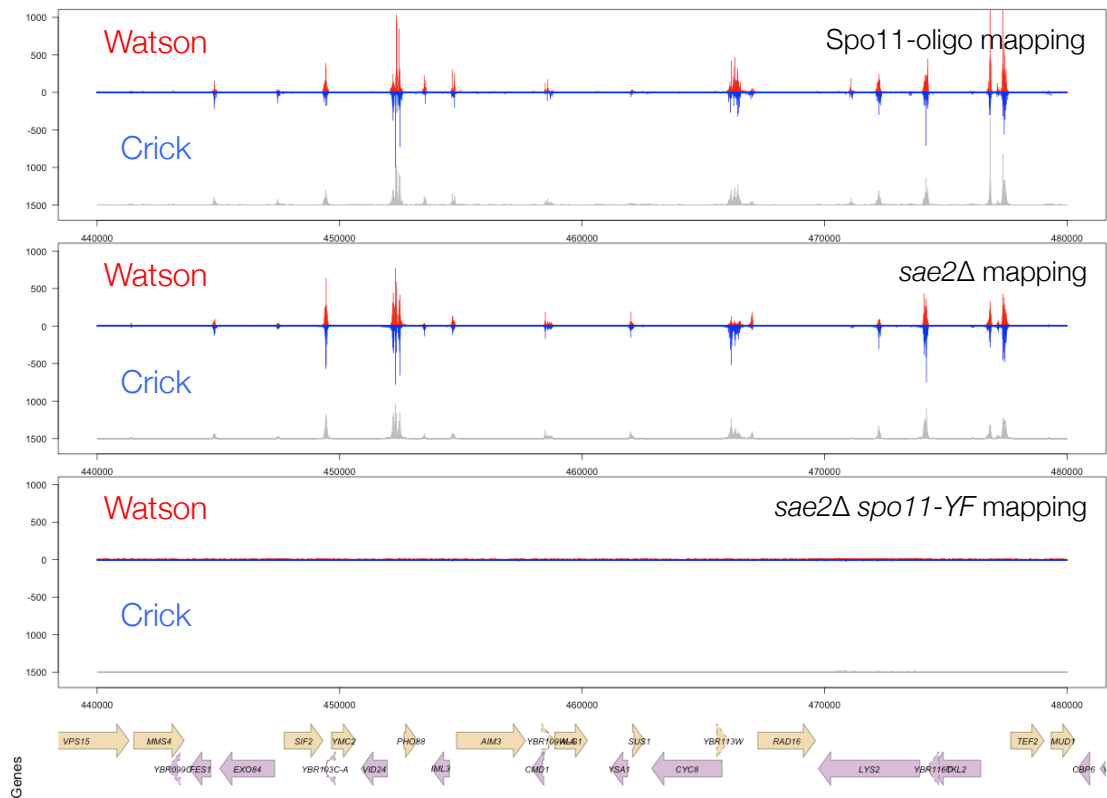 1000
Watson
Spo11-oligo mapping
500
0
-500
Crick
1000
1500
440000 450000 460000 470000 480000
1000
Watson
sae2Δ mapping
500
0
-500
Crick
1000
1500
440000 450000 460000 470000 480000
1000
Watson
sae2Δ spo11-YF mapping
500
0
-500
Crick
1000
1500
440000 450000 460000 470000 480000
VPS15 MMS4 SIF2 YMC2 PHO88 AIM3 SUS1 YBR113W RAD16 TEF2 MUD1
FES1 EXO84 YBR103C-A VID24 IML3 CMD1 YSA1 CYC8 LYS2 CBP6
Genes